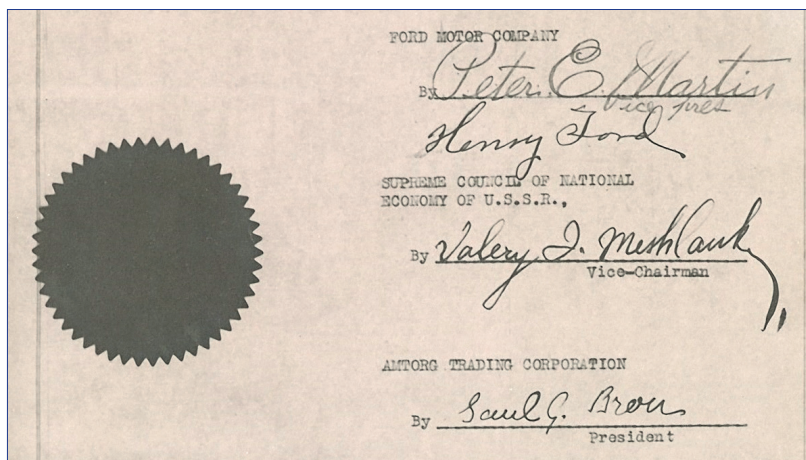 FORD MOTOR COMPANY
By Peter E. Martin
Vice Pres
Henry Ford
SUPREME COUNCIL OF NATIONAL
ECONOMY OF U.S.S.R.,
By Valery I. Meshlauk
Vice-Chairman
AMTORG TRADING CORPORATION
By Saul G. Bron
President